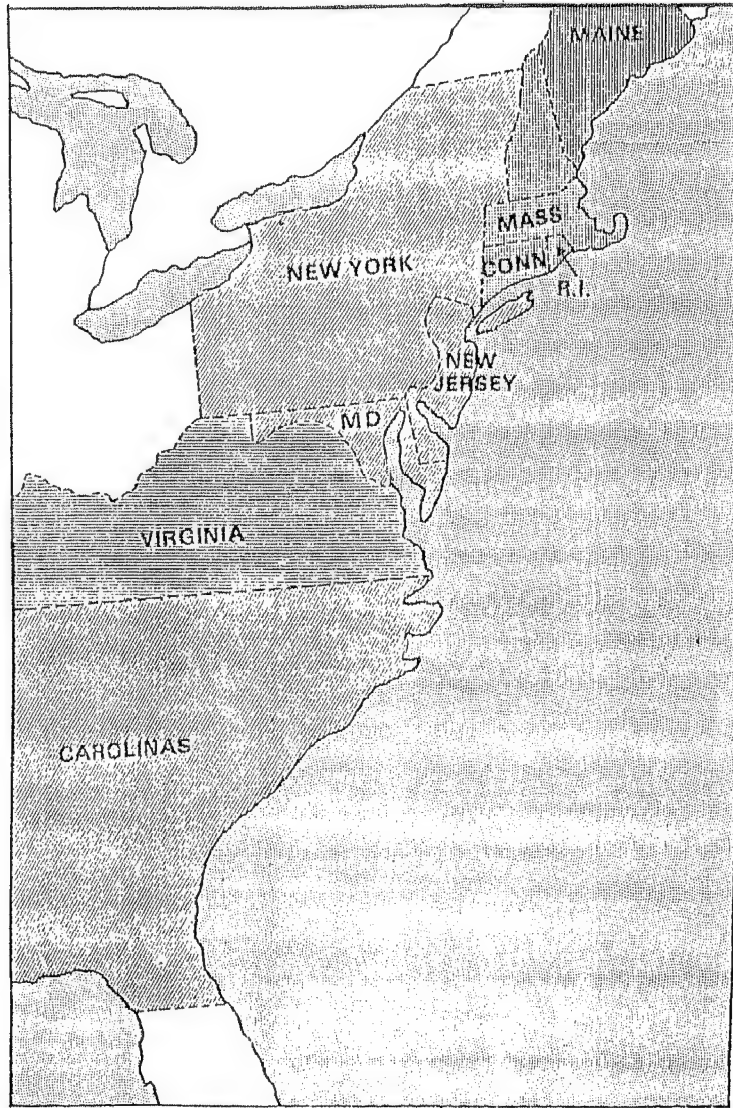 MAINE
MASS
CONN
R.I.
NEW YORK
NEW
JERSEY
MD
VIRGINIA
CAROLINAS